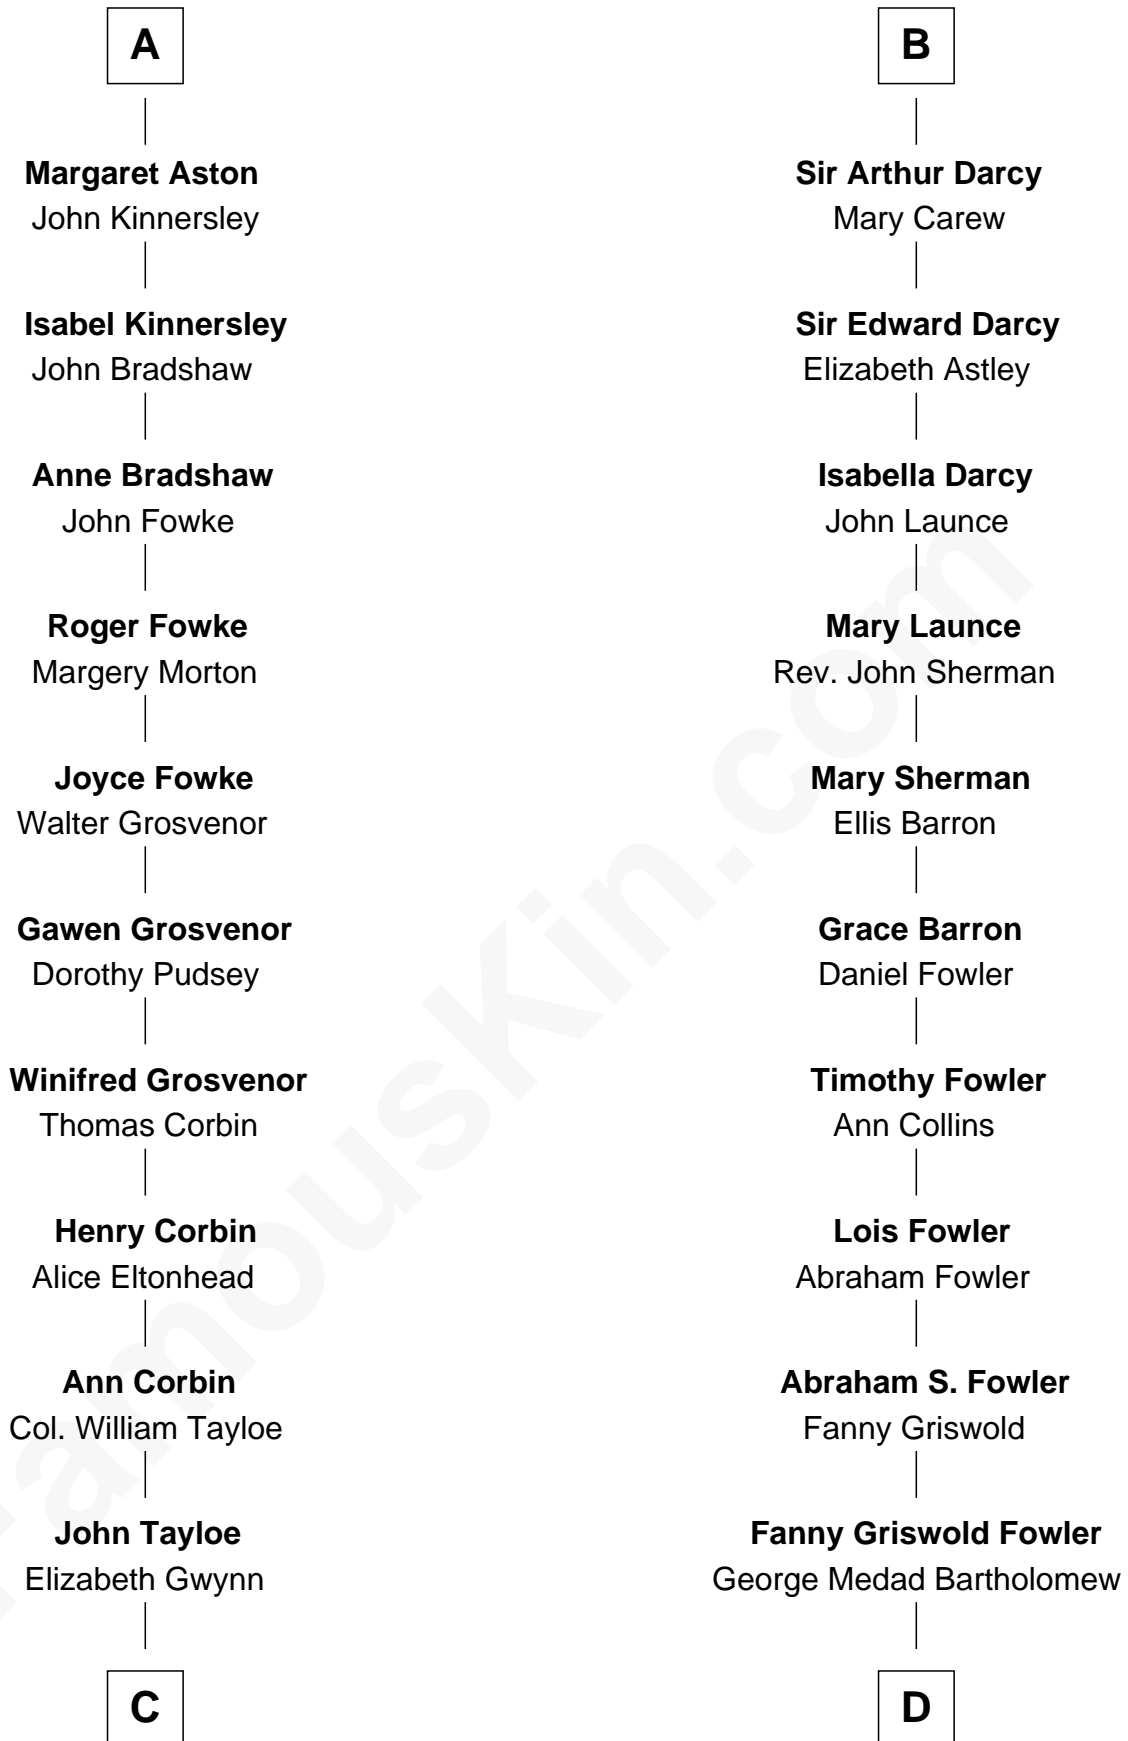 A
Margaret Aston
John Kinnersley
Isabel Kinnersley
John Bradshaw
Anne Bradshaw
John Fowke
Roger Fowke
Margery Morton
Joyce Fowke
Walter Grosvenor
Gawen Grosvenor
Dorothy Pudsey
Winifred Grosvenor
Thomas Corbin
Henry Corbin
Alice Eltonhead
Ann Corbin
Col. William Tayloe
John Tayloe
Elizabeth Gwynn
C
B
Sir Arthur Darcy
Mary Carew
Sir Edward Darcy
Elizabeth Astley
Isabella Darcy
John Launce
Mary Launce
Rev. John Sherman
Mary Sherman
Ellis Barron
Grace Barron
Daniel Fowler
Timothy Fowler
Ann Collins
Lois Fowler
Abraham Fowler
Abraham S. Fowler
Fanny Griswold
Fanny Griswold Fowler
George Medad Bartholomew
D
FamousKin.com